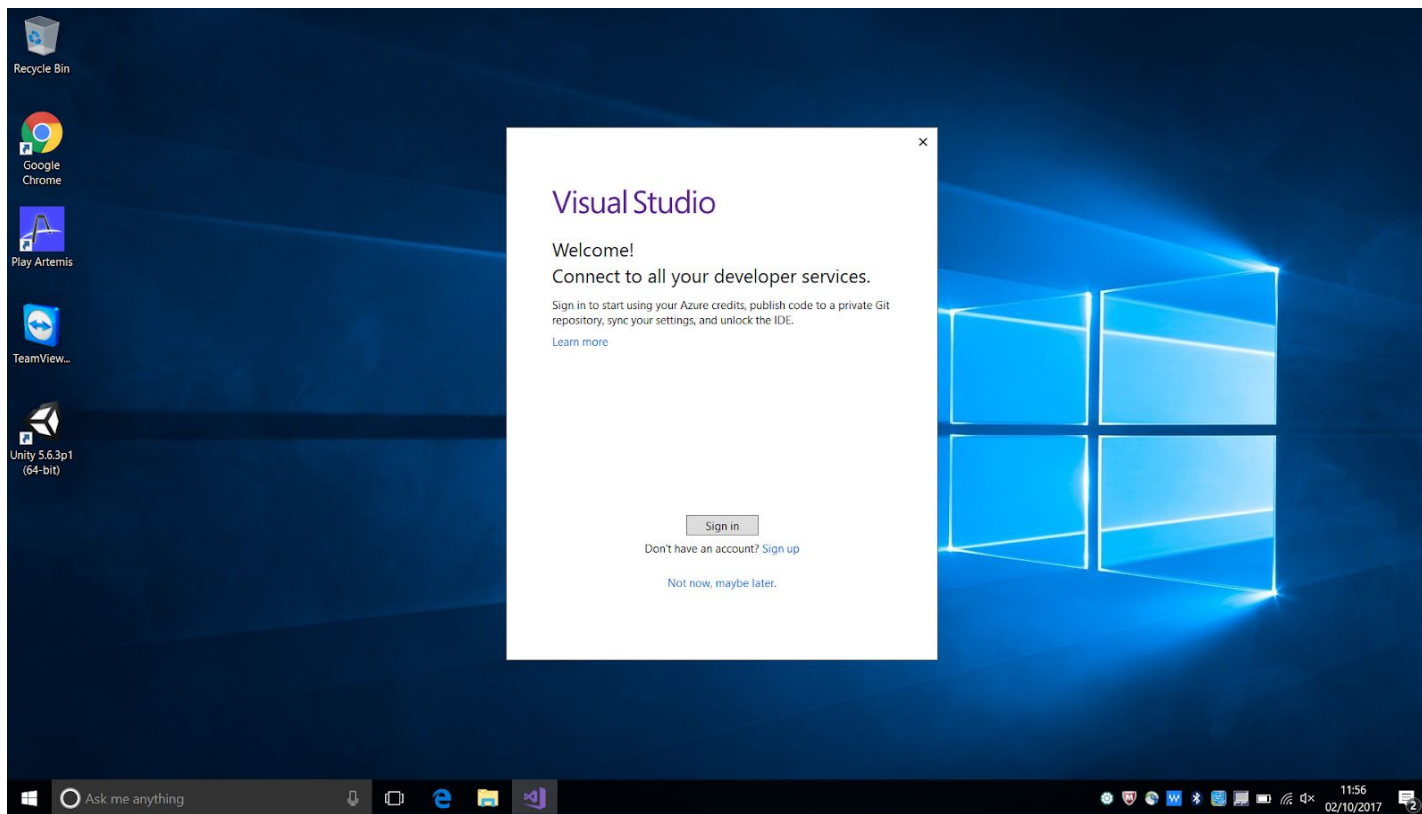 Recycle Bin
Google
Chrome
Play Artemis
TeamView...
Unity 5.6.3p1
(64-bit)
Visual Studio
Welcome!
Connect to all your developer services.
Sign in to start using your Azure credits, publish code to a private Git
repository, sync your settings, and unlock the IDE.
Learn more
Sign in
Don't have an account? Sign up
Not now, maybe later.
Ask me anything
11:56
02/10/2017
2